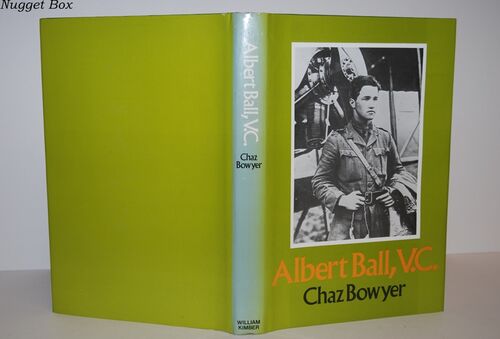 Nugget Box
Albert Ball, V.C.
Chaz
Bowyer
WILLIAM
KIMBER
Albert Ball, V.C.
Chaz Bowyer